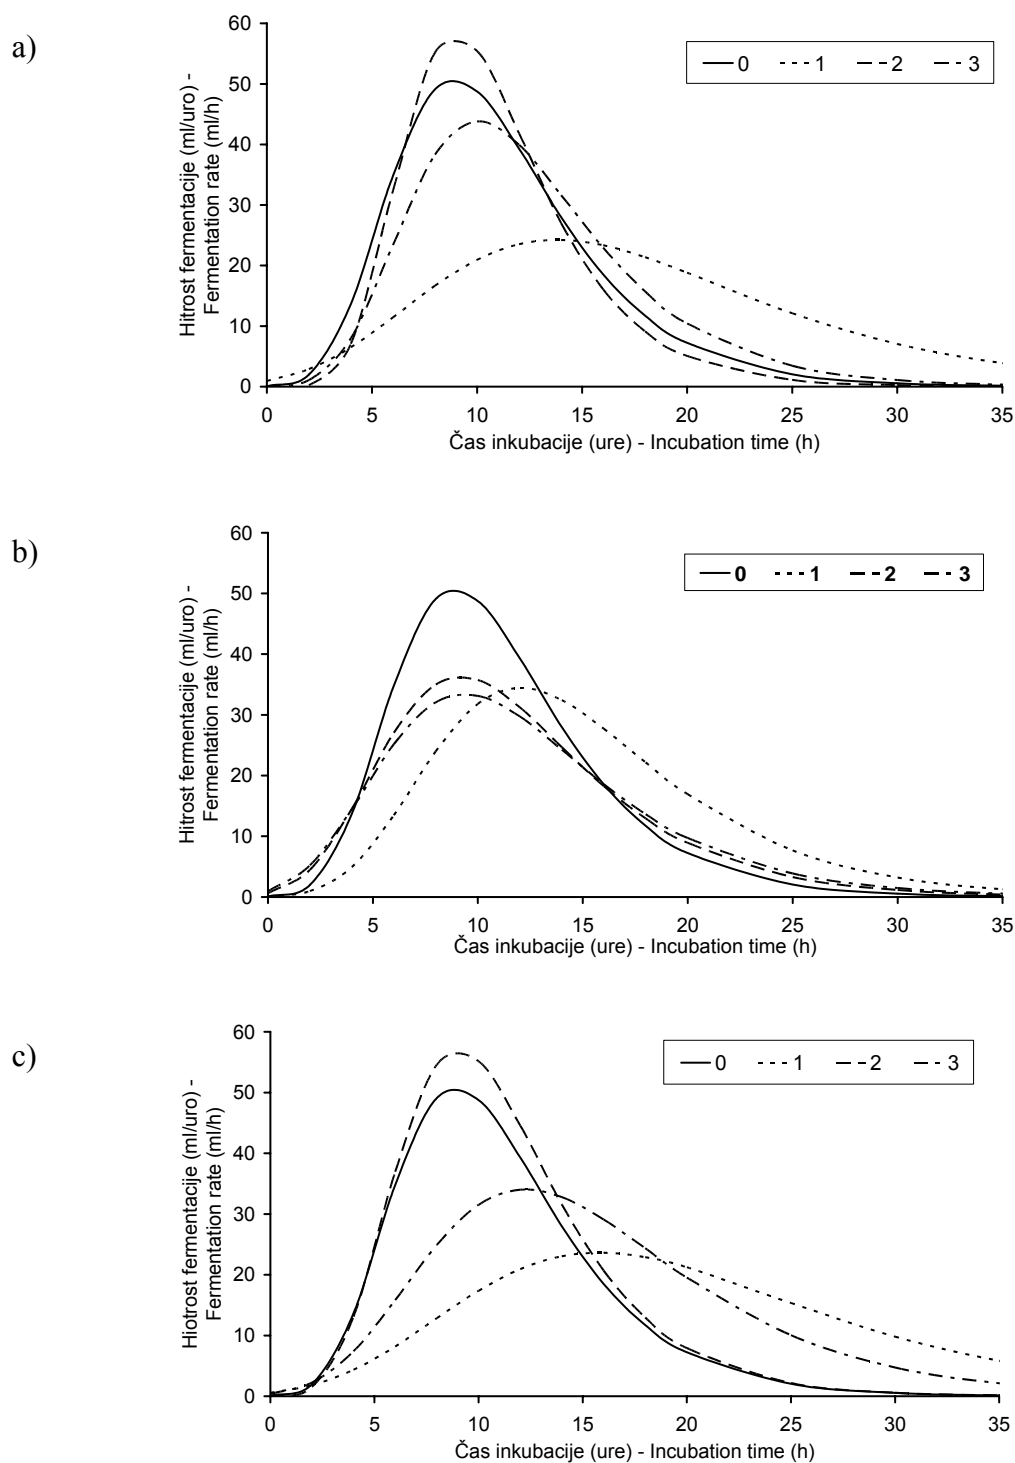 a)
Hitrost fermentacije (ml/uro) -
Fermentation rate (ml/h)
60
50
40
30
20
10
0
0 1 2 3
0 5 10 15 20 25 30 35
Čas inkubacije (ure) - Incubation time (h)
b)
Hitrost fermentacije (ml/uro) -
Fermentation rate (ml/h)
60
50
40
30
20
10
0
0 1 2 3
0 5 10 15 20 25 30 35
Čas inkubacije (ure) - Incubation time (h)
c)
Hiotrost fermentacije (ml/uro) -
Fermentation rate (ml/h)
60
50
40
30
20
10
0
0 1 2 3
0 5 10 15 20 25 30 35
Čas inkubacije (ure) - Incubation time (h)